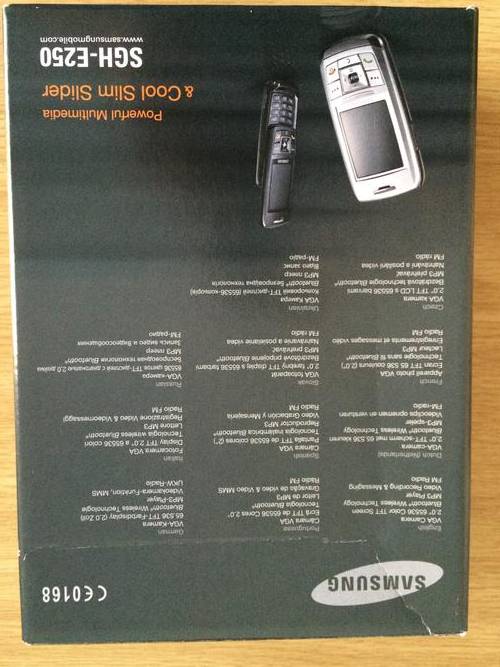 SAMSUNG
CE0168
English
VGA Camera
2.0" 65536 Color TFT Screen
Bluetooth® Wireless Technology
MP3 Player
Video Recording & Messaging
FM Radio
Portuguese
Câmara VGA
Ecrã TFT de 65536 Cores 2.0"
Tecnologia Bluetooth®
Leitor MP3
Gravação de vídeo & Vídeo MMS
Rádio FM
German
VGA-Kamera
65.536 TFT-Farbdisplay (2,0 Zoll)
Bluetooth® Wireless Technologie
MP3-Player
Videokamera-Funktion, Video MMS
UKW-Radio
Dutch (Netherlands)
VGA-camera
2.0" TFT-scherm met 65 536 kleuren
Bluetooth® Wireless Technology
MP3-speler
Videoclips opnemen en versturen
FM-radio
Spanish
Cámara VGA
Pantalla TFT de 65536 colores (2")
Tecnología inalámbrica Bluetooth®
Reproductor MP3
Vídeo Grabación y Mensajería
Radio FM
Italian
Fotocamera VGA
Display TFT 2.0" a 65536 colori
Tecnologia wireless Bluetooth®
Lettore MP3
Registrazione Video & Videomessaggi
Radio FM
French
Appareil photo VGA
Ecran TFT 65 536 couleurs (2,0")
Technologie sans fil Bluetooth®
Lecteur MP3
Enregistrements et messages vidéo
Radio FM
Slovak
VGA fotoaparát
2.0" farebný TFT displej s 65536 farbami
Bezdrôtové pripojenie Bluetooth®
MP3 prehrávač
Nahrávanie a posielanie videa
FM rádio
Russian
VGA-камера
65536 цветов, TFT-дисплей с диагональю 2,0 дюйма
Беспроводная технология Bluetooth®
MP3 плеер
Запись видео и видеосообщения
FM-радио
Czech
VGA kamera
2,0" TFT LCD s 65536 barvami
Bezdrátová technologie Bluetooth®
MP3 přehrávač
Nahrávání a posílání videa
FM rádio
Ukrainian
VGA Камера
Кольоровий TFT дисплей (65536 кольорів)
Bluetooth® Безпровідна технологія
MP3 плеєр
Відео запис
FM-радіо
Powerful Multimedia
& Cool Slim Slider
SGH-E250
www.samsungmobile.com